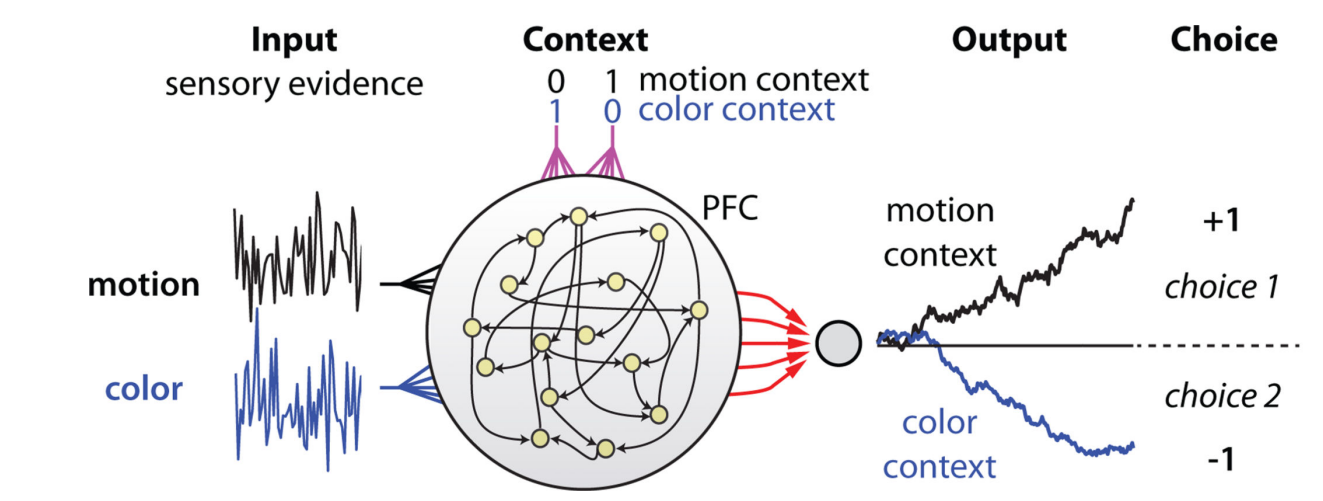 Input
sensory evidence
Context
0 1 motion context
1 0 color context
Output
Choice
PFC
motion
color
motion
context
+1
choice 1
choice 2
color
context
-1